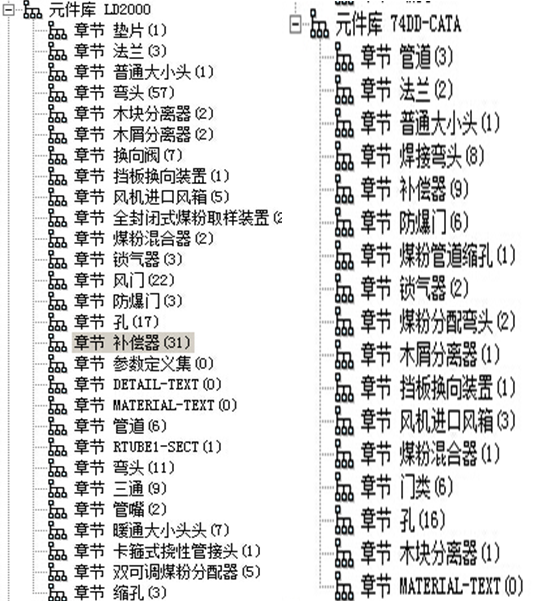 元件库 LD2000
章节 垫片(1)
章节 法兰(3)
章节 普通大小头(1)
章节 弯头(57)
章节 木块分离器(2)
章节 木屑分离器(2)
章节 换向阀(7)
章节 挡板换向装置(1)
章节 风机进口风箱(5)
章节 全封闭式煤粉取样装置(2
章节 煤粉混合器(2)
章节 锁气器(3)
章节 风门(22)
章节 防爆门(3)
章节 孔(17)
章节 补偿器(31)
章节 参数定义集(0)
章节 DETAIL-TEXT(0)
章节 MATERIAL-TEXT(0)
章节 管道(6)
章节 RTUBE1-SECT(1)
章节 弯头(11)
章节 三通(9)
章节 管嘴(2)
章节 暖通大小头头(7)
章节 卡箍式挠性管接头(1)
章节 双可调煤粉分配器(5)
章节 缩孔(3)
元件库 74DD-CATA
章节 管道(3)
章节 法兰(2)
章节 普通大小头(1)
章节 焊接弯头(8)
章节 补偿器(9)
章节 防爆门(6)
章节 煤粉管道缩孔(1)
章节 锁气器(2)
章节 煤粉分配弯头(2)
章节 木屑分离器(1)
章节 挡板换向装置(1)
章节 风机进口风箱(3)
章节 煤粉混合器(1)
章节 门类(6)
章节 孔(16)
章节 木块分离器(1)
章节 MATERIAL-TEXT(0)